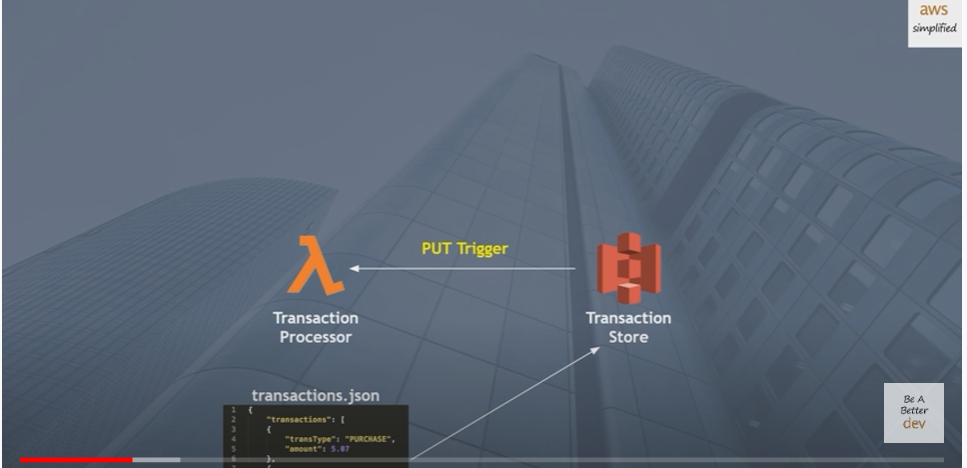 aws
simplified
PUT Trigger
Transaction
Processor
Transaction
Store
transactions.json
1 {
2 "transactions": [
3 {
4 "transType": "PURCHASE",
5 "amount": 5.07
6 },
7 {
Be A
Better
dev